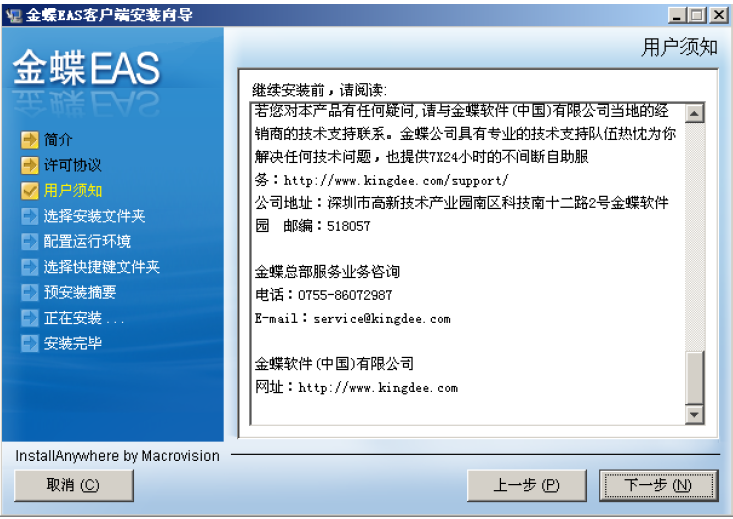 金蝶EAS客户端安装向导
用户须知
金蝶EAS
简介
许可协议
用户须知
选择安装文件夹
配置运行环境
选择快捷键文件夹
预安装摘要
正在安装...
安装完毕
继续安装前，请阅读:
若您对本产品有任何疑问,请与金蝶软件(中国)有限公司当地的经
销商的技术支持联系。金蝶公司具有专业的技术支持队伍热忱为你
解决任何技术问题，也提供7X24小时的不间断自助服
务：http://www.kingdee.com/support/
公司地址：深圳市高新技术产业园南区科技南十二路2号金蝶软件
园 邮编：518057
金蝶总部服务业务咨询
电话：0755-86072987
E-mail：service@kingdee.com
金蝶软件(中国)有限公司
网址：http://www.kingdee.com
InstallAnywhere by Macrovision
取消 (C)
上一步 (P)
下一步 (N)